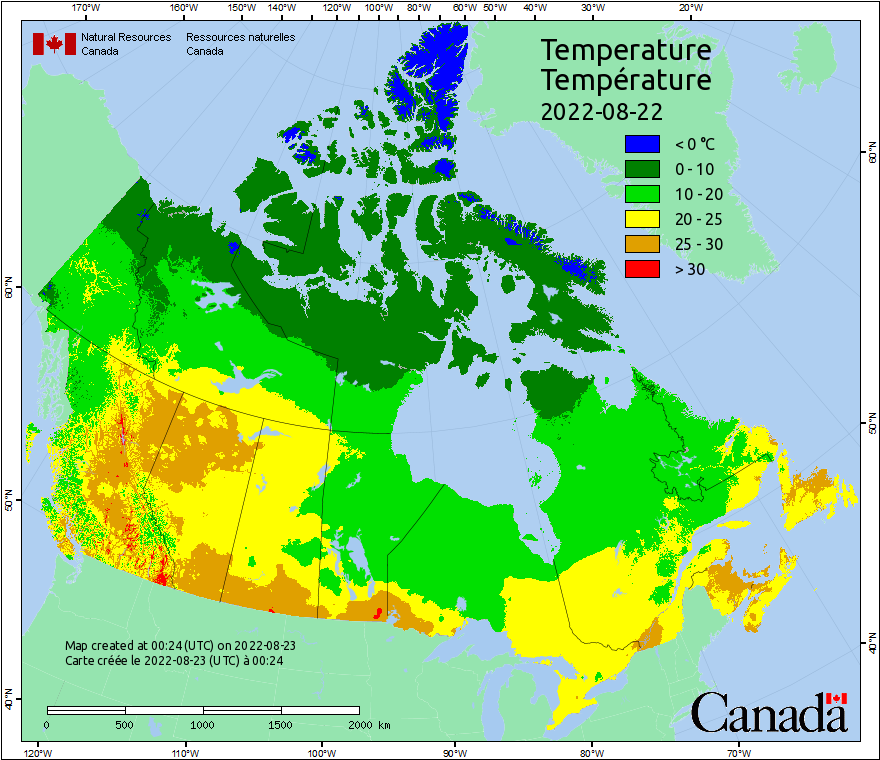 170°W 160°W 150°W 140°W 130°W 120°W 110°W 100°W 80°W 60°W 50°W 40°W 30°W 20°W
Natural Resources Ressources naturelles
Canada Canada
Temperature
Température
2022-08-22
< 0 °C
0 - 10
10 - 20
20 - 25
25 - 30
> 30
60°N
60°N
50°N
50°N
40°N
40°N
Map created at 00:24 (UTC) on 2022-08-23
Carte créée le 2022-08-23 (UTC) à 00:24
0 500 1000 1500 2000 km
Canada
120°W 110°W 100°W 90°W 80°W 70°W